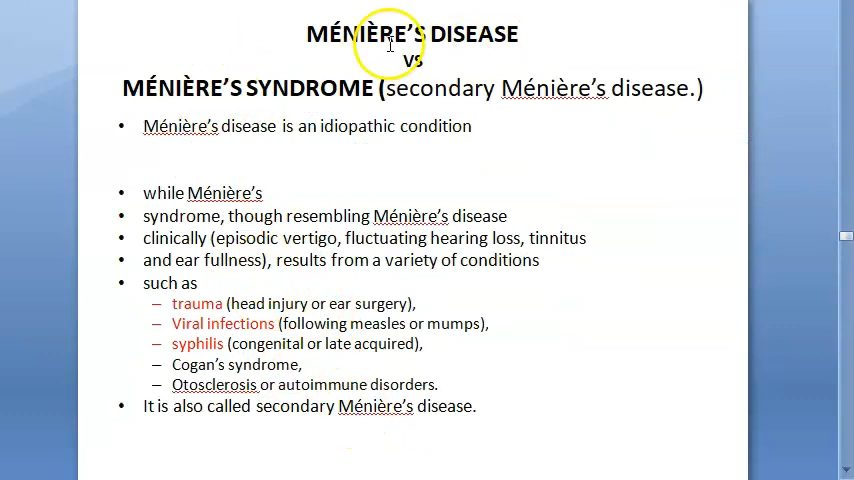 MÉNIÈRE’S DISEASE
VS
MÉNIÈRE’S SYNDROME (secondary Ménière’s disease.)
• Ménière’s disease is an idiopathic condition
• while Ménière’s
• syndrome, though resembling Ménière’s disease
• clinically (episodic vertigo, fluctuating hearing loss, tinnitus
• and ear fullness), results from a variety of conditions
• such as
– trauma (head injury or ear surgery),
– Viral infections (following measles or mumps),
– syphilis (congenital or late acquired),
– Cogan’s syndrome,
– Otosclerosis or autoimmune disorders.
• It is also called secondary Ménière’s disease.